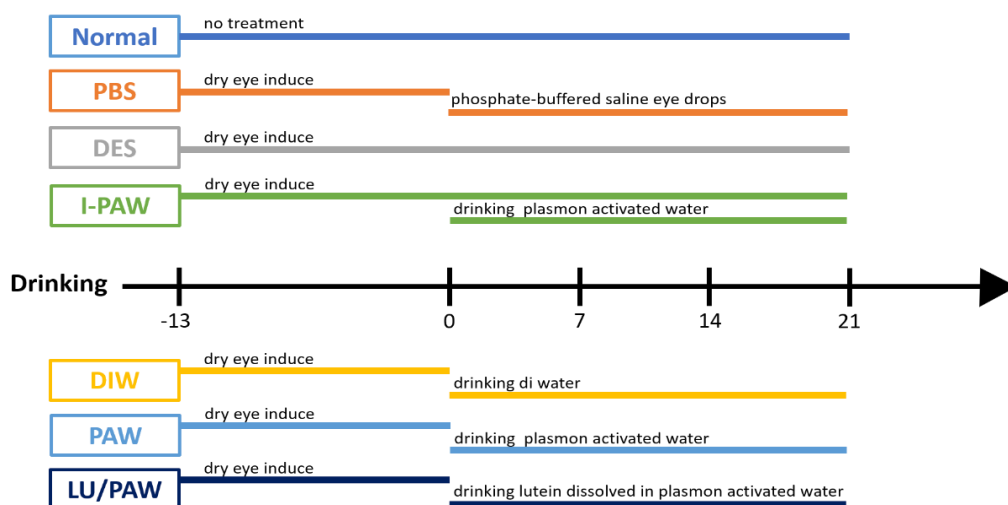 Normal
no treatment
PBS
dry eye induce
phosphate-buffered saline eye drops
DES
dry eye induce
I-PAW
dry eye induce
drinking plasmon activated water
Drinking
-13 0 7 14 21
DIW
dry eye induce
drinking di water
PAW
dry eye induce
drinking plasmon activated water
LU/PAW
dry eye induce
drinking lutein dissolved in plasmon activated water